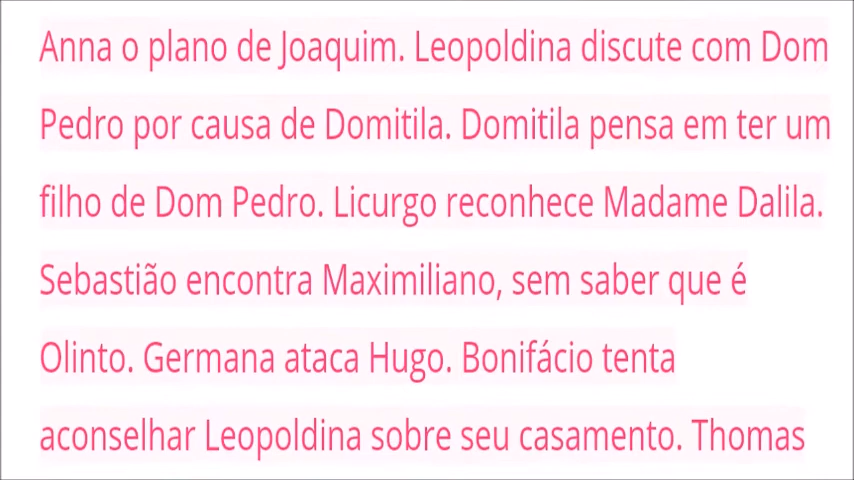 Anna o plano de Joaquim. Leopoldina discute com Dom
Pedro por causa de Domitila. Domitila pensa em ter um
filho de Dom Pedro. Licurgo reconhece Madame Dalila.
Sebastião encontra Maximiliano, sem saber que é
Olinto. Germana ataca Hugo. Bonifácio tenta
aconselhar Leopoldina sobre seu casamento. Thomas